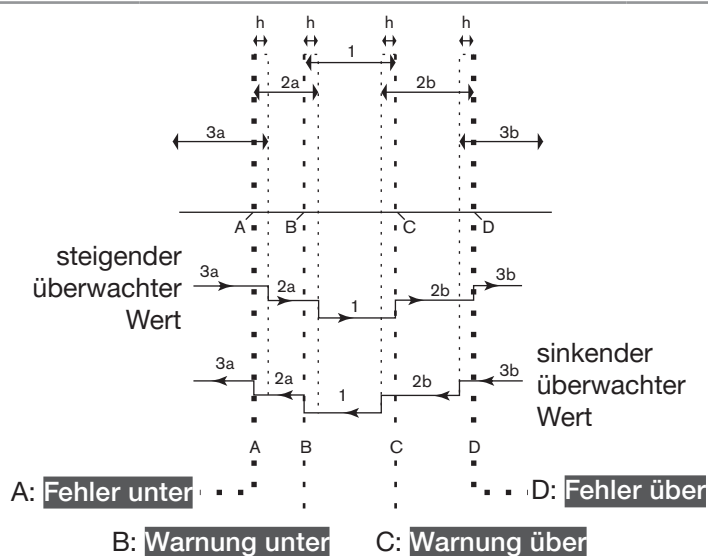 h h h h
1
2a 2b
3a 3b
A B C D
steigender
überwachter
Wert
3a 2a 1 2b 3b
3a 2a 1 2b 3b
sinkender
überwachter
Wert
A B C D
A: Fehler unter D: Fehler über
B: Warnung unter C: Warnung über